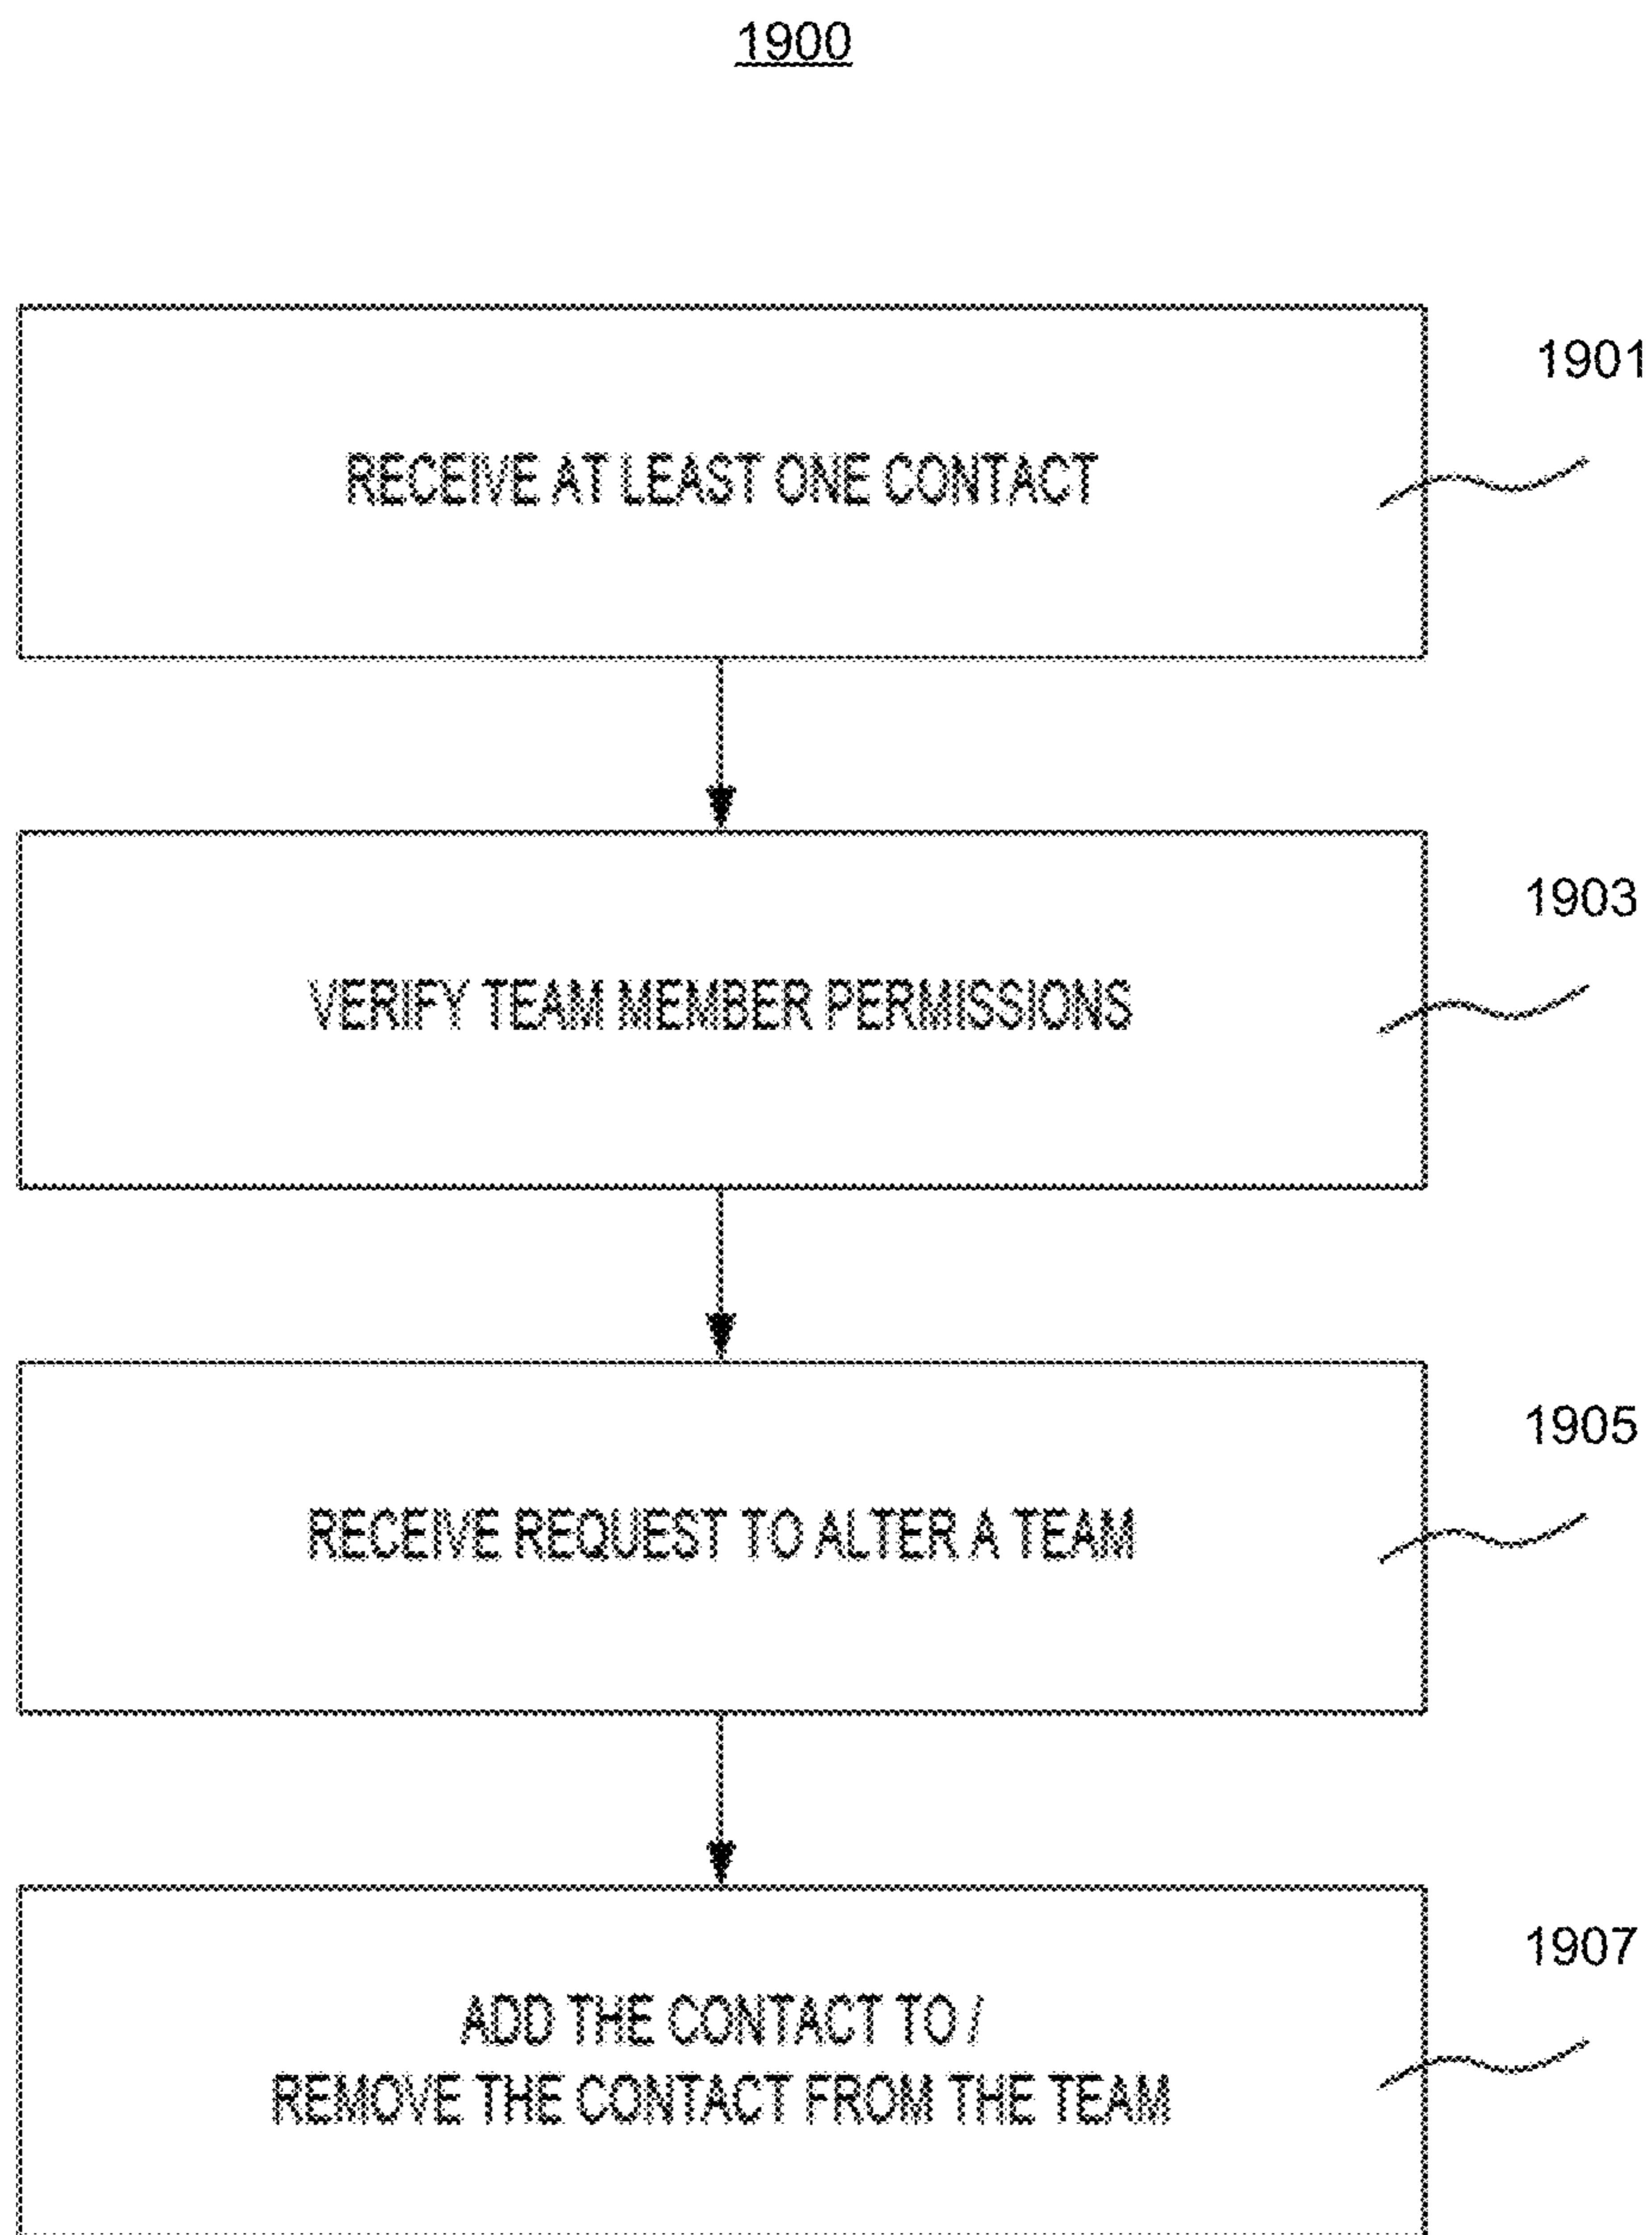 1900
1901
RECEIVE AT LEAST ONE CONTACT
1903
VERIFY TEAM MEMBER PERMISSIONS
1905
RECEIVE REQUEST TO ALTER A TEAM
1907
ADD THE CONTACT TO /
REMOVE THE CONTACT FROM THE TEAM